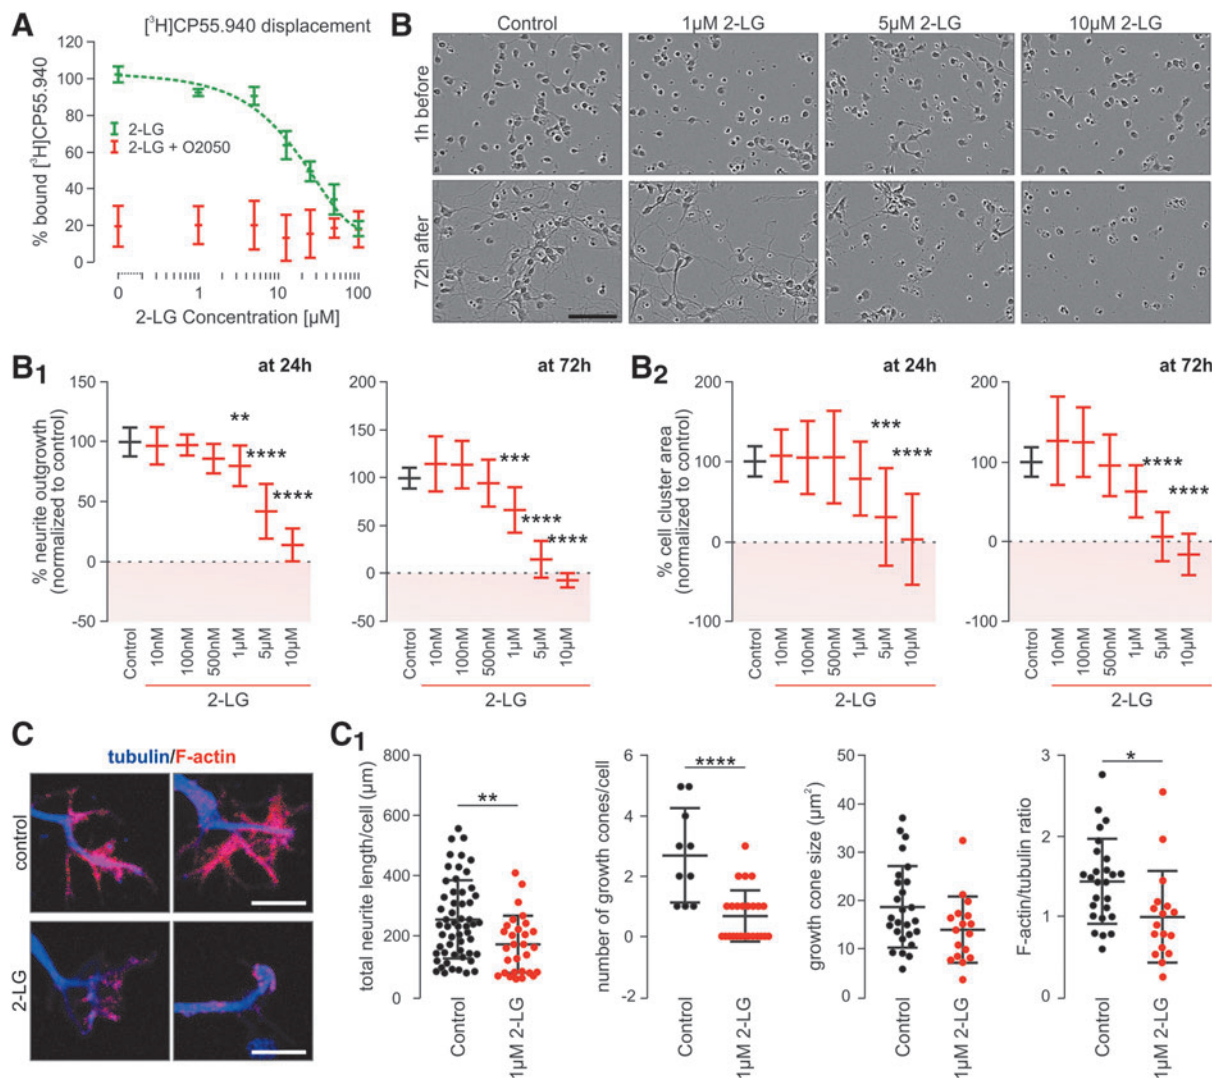 A
[³H]CP55.940 displacement
% bound [³H]CP55.940
120
100
80
60
40
20
0
2-LG
2-LG + O2050
0 1 10 100
2-LG Concentration [µM]
B
Control 1µM 2-LG 5µM 2-LG 10µM 2-LG
1h before
72h after
B1
at 24h
% neurite outgrowth
(normalized to control)
150
100
50
0
-50
Control 10nM 100nM 500nM 1µM 5µM 10µM
2-LG
** **** ****
at 72h
200
150
100
50
0
-50
Control 10nM 100nM 500nM 1µM 5µM 10µM
2-LG
*** **** ****
B2
at 24h
% cell cluster area
(normalized to control)
200
100
0
-100
Control 10nM 100nM 500nM 1µM 5µM 10µM
2-LG
*** ****
at 72h
200
100
0
-100
Control 10nM 100nM 500nM 1µM 5µM 10µM
2-LG
**** ****
C
tubulin/F-actin
control
2-LG
C1
total neurite length/cell (µm)
800
600
400
200
0
**
Control 1µM 2-LG
number of growth cones/cell
6
4
2
0
-2
****
Control 1µM 2-LG
growth cone size (µm²)
50
40
30
20
10
0
Control 1µM 2-LG
F-actin/tubulin ratio
3
2
1
0
*
Control 1µM 2-LG